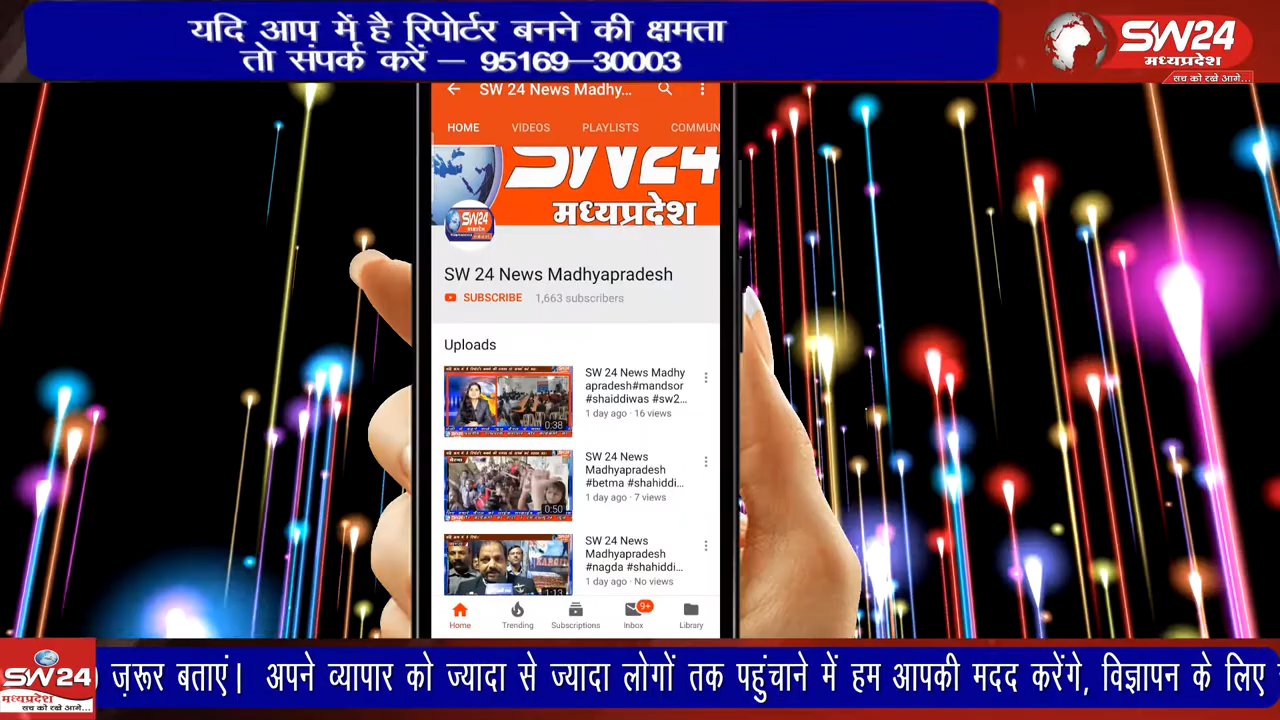 यदि आप में है रिपोर्टर बनने की क्षमता
तो संपर्क करें – 95169–30003
SW24
मध्यप्रदेश
सच को रखे आगे...
SW 24 News Madhy...
HOME VIDEOS PLAYLISTS COMMUN
SW24
मध्यप्रदेश
SW24
SW 24 News Madhyapradesh
SUBSCRIBE 1,663 subscribers
Uploads
SW 24 News Madhy
apradesh#mandsor
#shaiddiwas #sw2...
1 day ago · 16 views
0:38
SW 24 News
Madhyapradesh
#betma #shahiddi...
1 day ago · 7 views
0:50
SW 24 News
Madhyapradesh
#nagda #shahiddi...
1 day ago · No views
1:13
9+
Home Trending Subscriptions Inbox Library
SW24
मध्यप्रदेश
सच को रखे आगे...
ज़रूर बताएं। अपने व्यापार को ज्यादा से ज्यादा लोगों तक पहुंचाने में हम आपकी मदद करेंगे, विज्ञापन के लिए